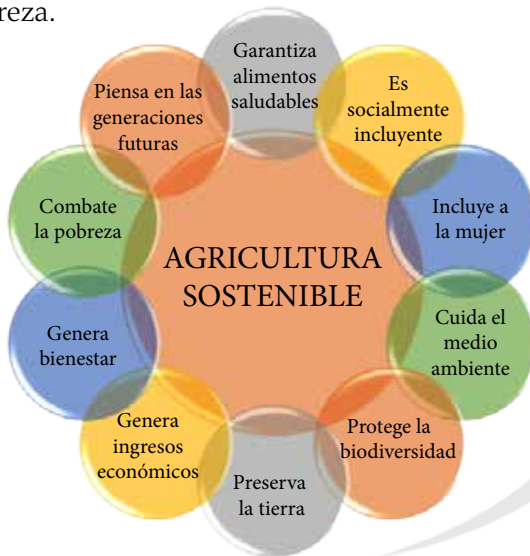 reza.
Garantiza
alimentos
saludables
Es
socialmente
incluyente
Incluye a
la mujer
Cuida el
medio
ambiente
Protege la
biodiversidad
Preserva
la tierra
Genera
ingresos
económicos
Genera
bienestar
Combate
la pobreza
Piensa en las
generaciones
futuras
AGRICULTURA
SOSTENIBLE